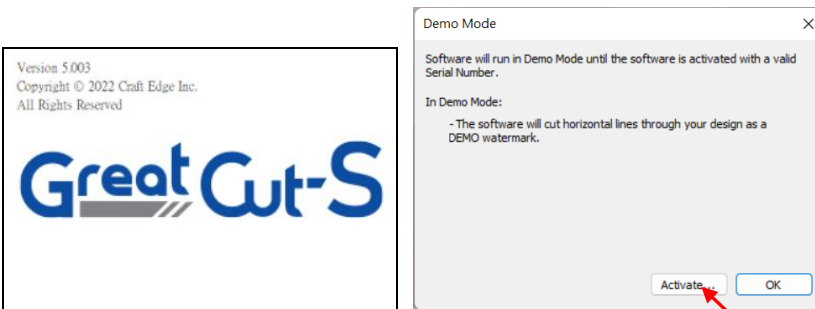 Version 5.003
Copyright © 2022 Craft Edge Inc.
All Rights Reserved
Great Cut-S
Demo Mode
Software will run in Demo Mode until the software is activated with a valid
Serial Number.
In Demo Mode:
- The software will cut horizontal lines through your design as a
DEMO watermark.
Activate...
OK